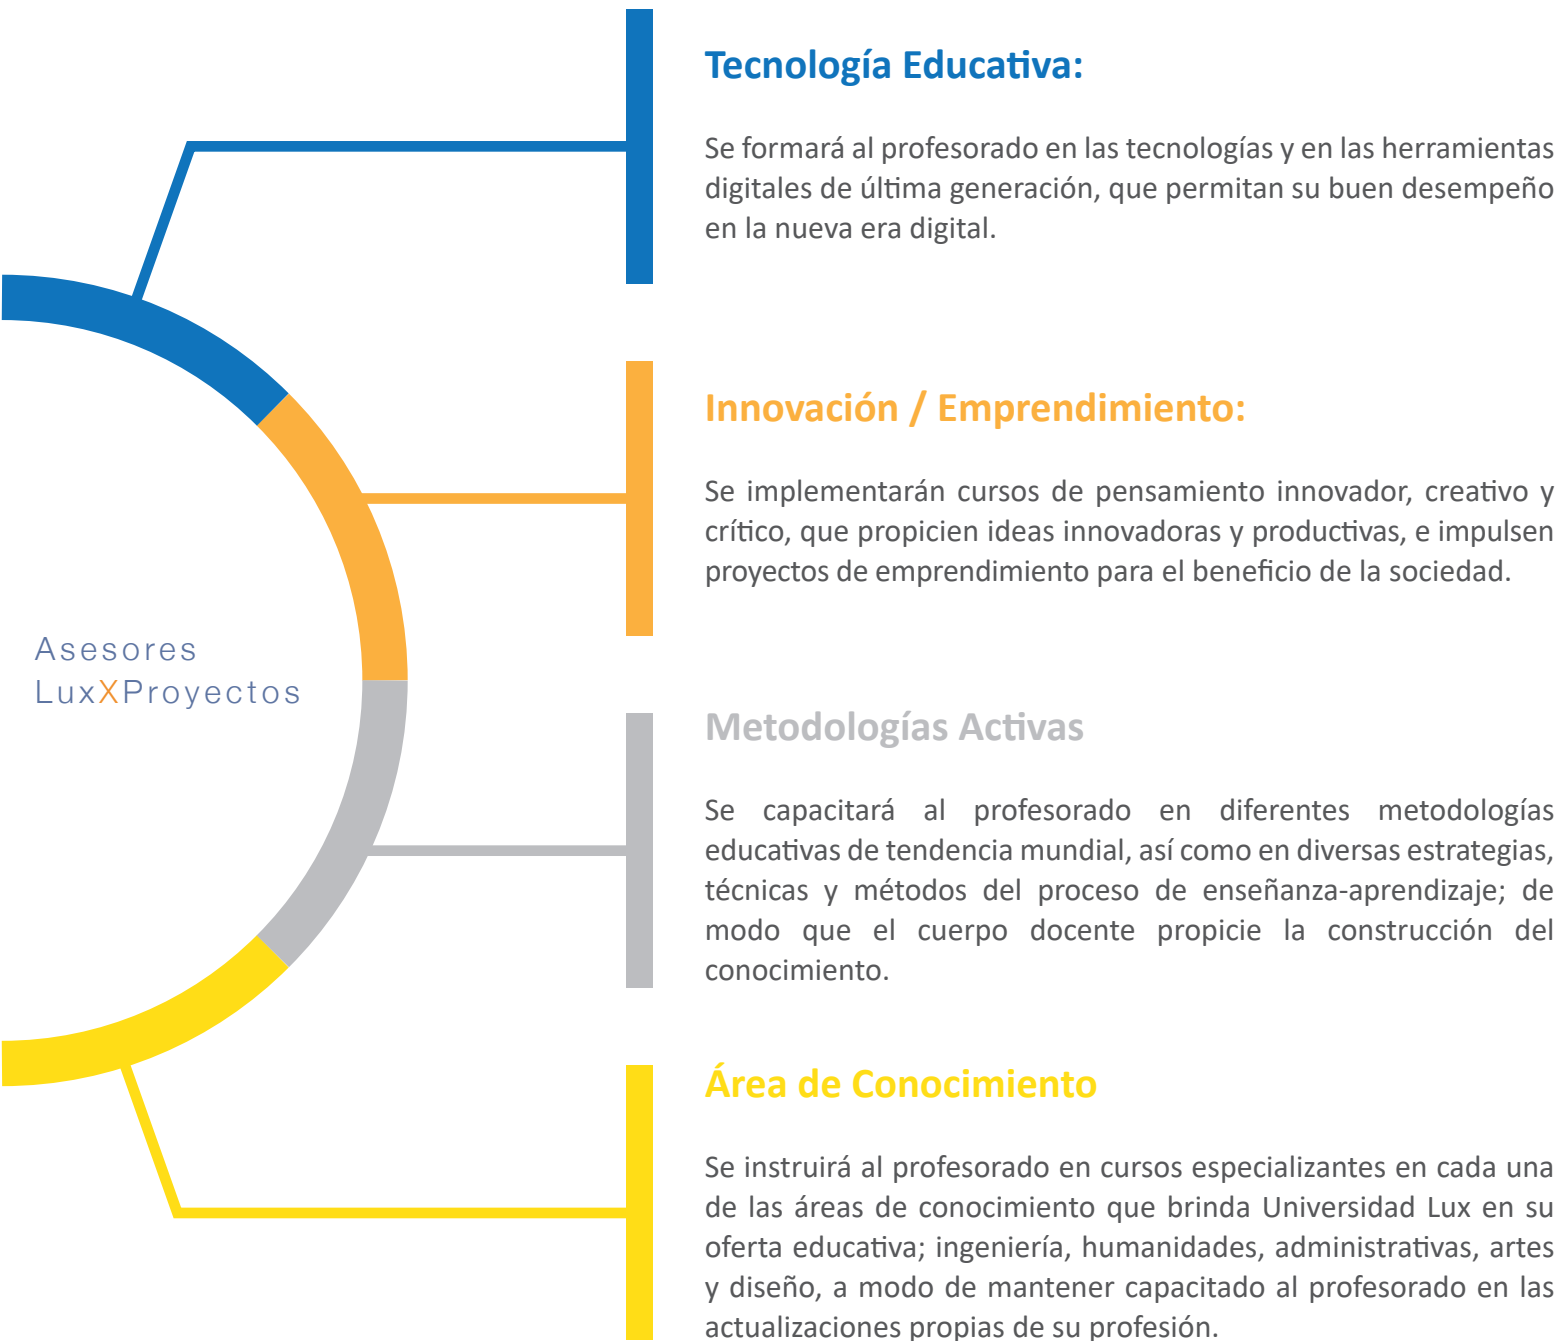 Tecnología Educativa:
Se formará al profesorado en las tecnologías y en las herramientas
digitales de última generación, que permitan su buen desempeño
en la nueva era digital.
Innovación / Emprendimiento:
Se implementarán cursos de pensamiento innovador, creativo y
crítico, que propicien ideas innovadoras y productivas, e impulsen
proyectos de emprendimiento para el beneficio de la sociedad.
Asesores
LuxXProyectos
Metodologías Activas
Se capacitará al profesorado en diferentes metodologías
educativas de tendencia mundial, así como en diversas estrategias,
técnicas y métodos del proceso de enseñanza-aprendizaje; de
modo que el cuerpo docente propicie la construcción del
conocimiento.
Área de Conocimiento
Se instruirá al profesorado en cursos especializantes en cada una
de las áreas de conocimiento que brinda Universidad Lux en su
oferta educativa; ingeniería, humanidades, administrativas, artes
y diseño, a modo de mantener capacitado al profesorado en las
actualizaciones propias de su profesión.